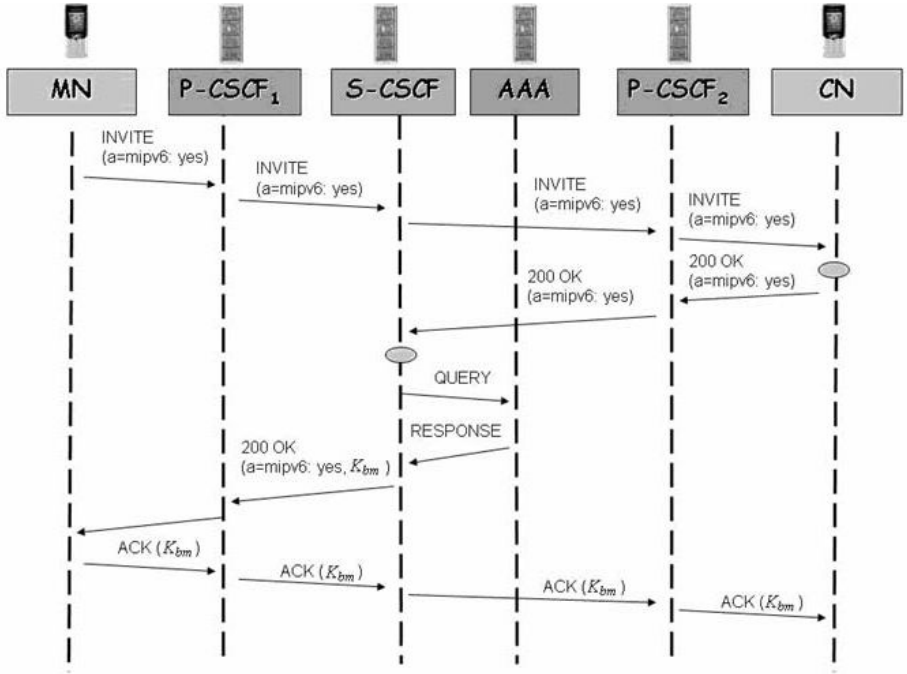 MN
P-CSCF1
S-CSCF
AAA
P-CSCF2
CN
INVITE
(a=mipv6: yes)
INVITE
(a=mipv6: yes)
INVITE
(a=mipv6: yes)
INVITE
(a=mipv6: yes)
200 OK
(a=mipv6: yes)
200 OK
(a=mipv6: yes)
QUERY
RESPONSE
200 OK
(a=mipv6: yes, Kbm)
ACK (Kbm)
ACK (Kbm)
ACK (Kbm)
ACK (Kbm)